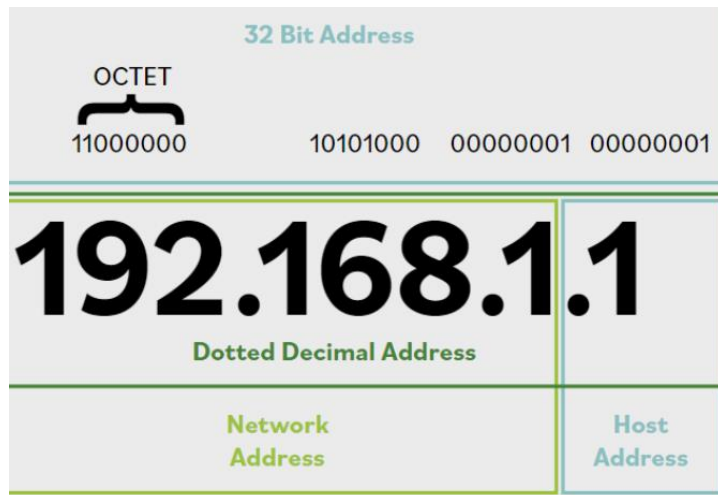 32 Bit Address
OCTET
11000000 10101000 00000001 00000001
192.168.1.1
Dotted Decimal Address
Network
Address
Host
Address